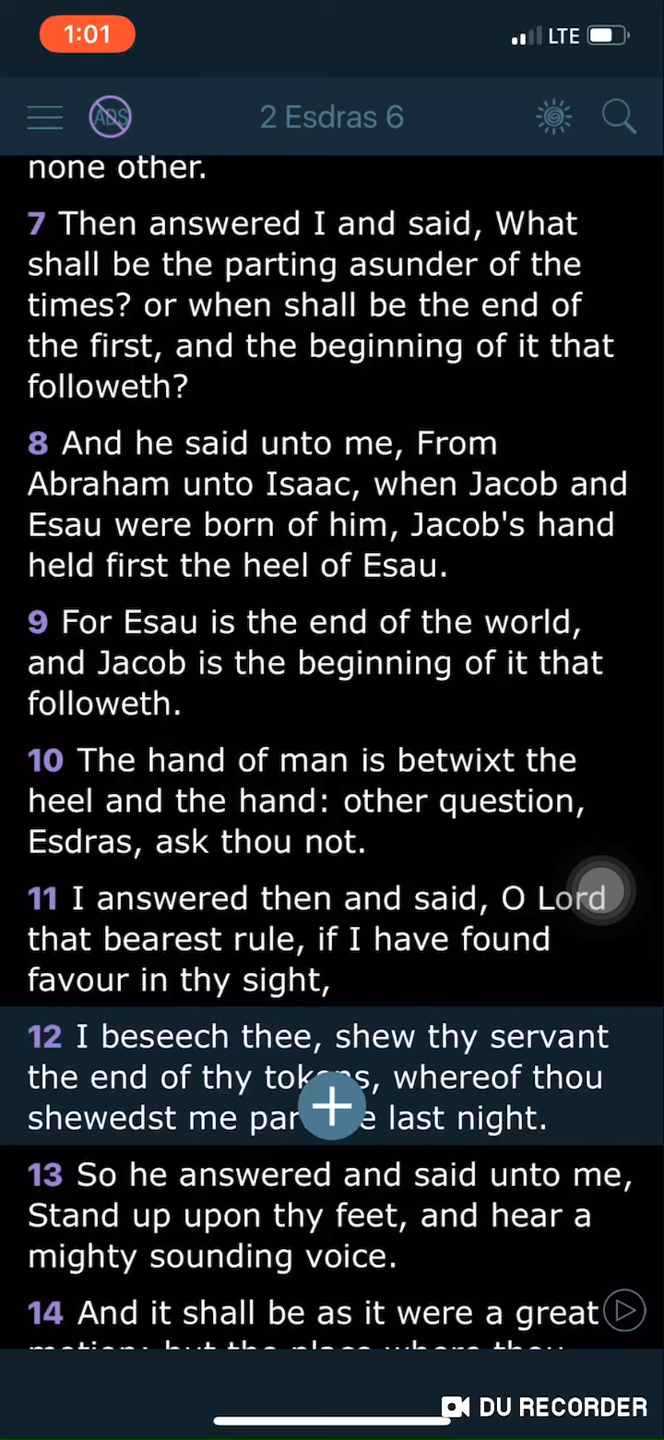 1:01
LTE
ADS
2 Esdras 6
none other.
7 Then answered I and said, What
shall be the parting asunder of the
times? or when shall be the end of
the first, and the beginning of it that
followeth?
8 And he said unto me, From
Abraham unto Isaac, when Jacob and
Esau were born of him, Jacob's hand
held first the heel of Esau.
9 For Esau is the end of the world,
and Jacob is the beginning of it that
followeth.
10 The hand of man is betwixt the
heel and the hand: other question,
Esdras, ask thou not.
11 I answered then and said, O Lord
that bearest rule, if I have found
favour in thy sight,
12 I beseech thee, shew thy servant
the end of thy tokens, whereof thou
shewedst me last night.
13 So he answered and said unto me,
Stand up upon thy feet, and hear a
mighty sounding voice.
14 And it shall be as it were a great
motion; but the place where thou
DU RECORDER